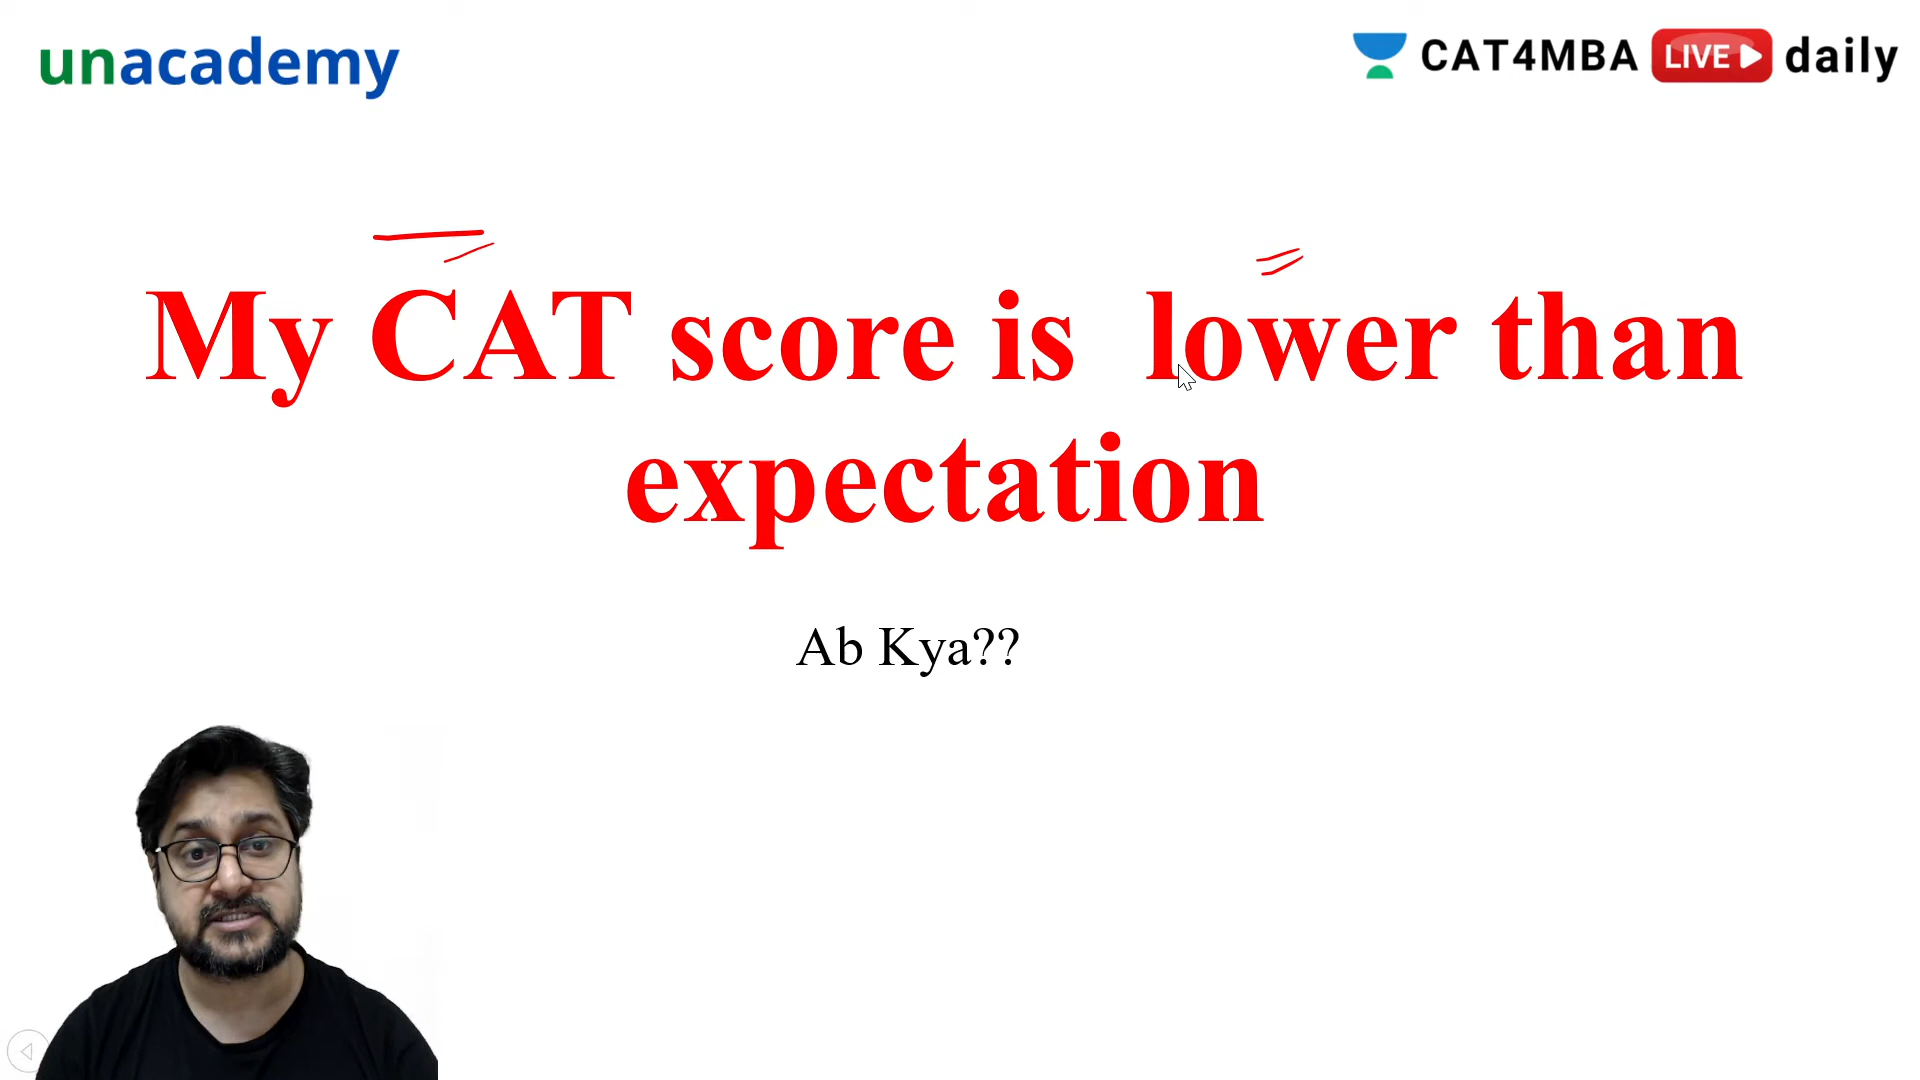 unacademy
CAT4MBA LIVE daily
My CAT score is lower than
expectation
Ab Kya??